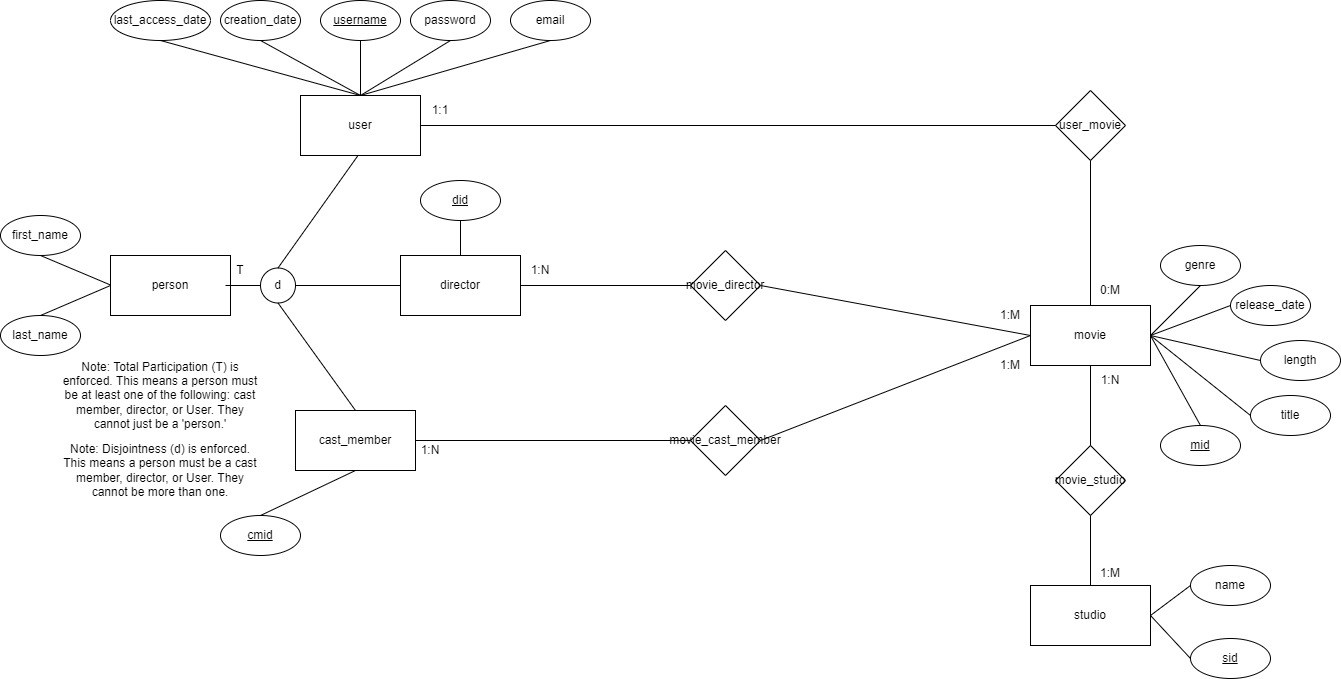 last_access_date
creation_date
username
password
email
user
1:1
user_movie
did
first_name
person
T
d
director
1:N
movie_director
last_name
0:M
genre
release_date
1:M
movie
length
1:M
1:N
title
mid
Note: Total Participation (T) is
enforced. This means a person must
be at least one of the following: cast
member, director, or User. They
cannot just be a 'person.'
Note: Disjointness (d) is enforced.
This means a person must be a cast
member, director, or User. They
cannot be more than one.
cast_member
1:N
movie_cast_member
cmid
movie_studio
1:M
studio
name
sid